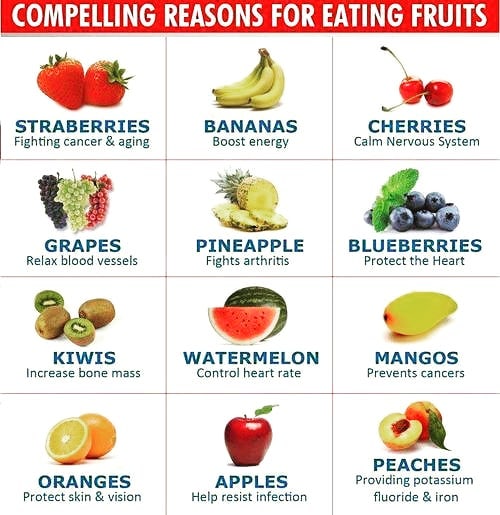 COMPELLING REASONS FOR EATING FRUITS
STRABERRIES
Fighting cancer & aging
BANANAS
Boost energy
CHERRIES
Calm Nervous System
GRAPES
Relax blood vessels
PINEAPPLE
Fights arthritis
BLUEBERRIES
Protect the Heart
KIWIS
Increase bone mass
WATERMELON
Control heart rate
MANGOS
Prevents cancers
ORANGES
Protect skin & vision
APPLES
Help resist infection
PEACHES
Providing potasium
fluoride & iron